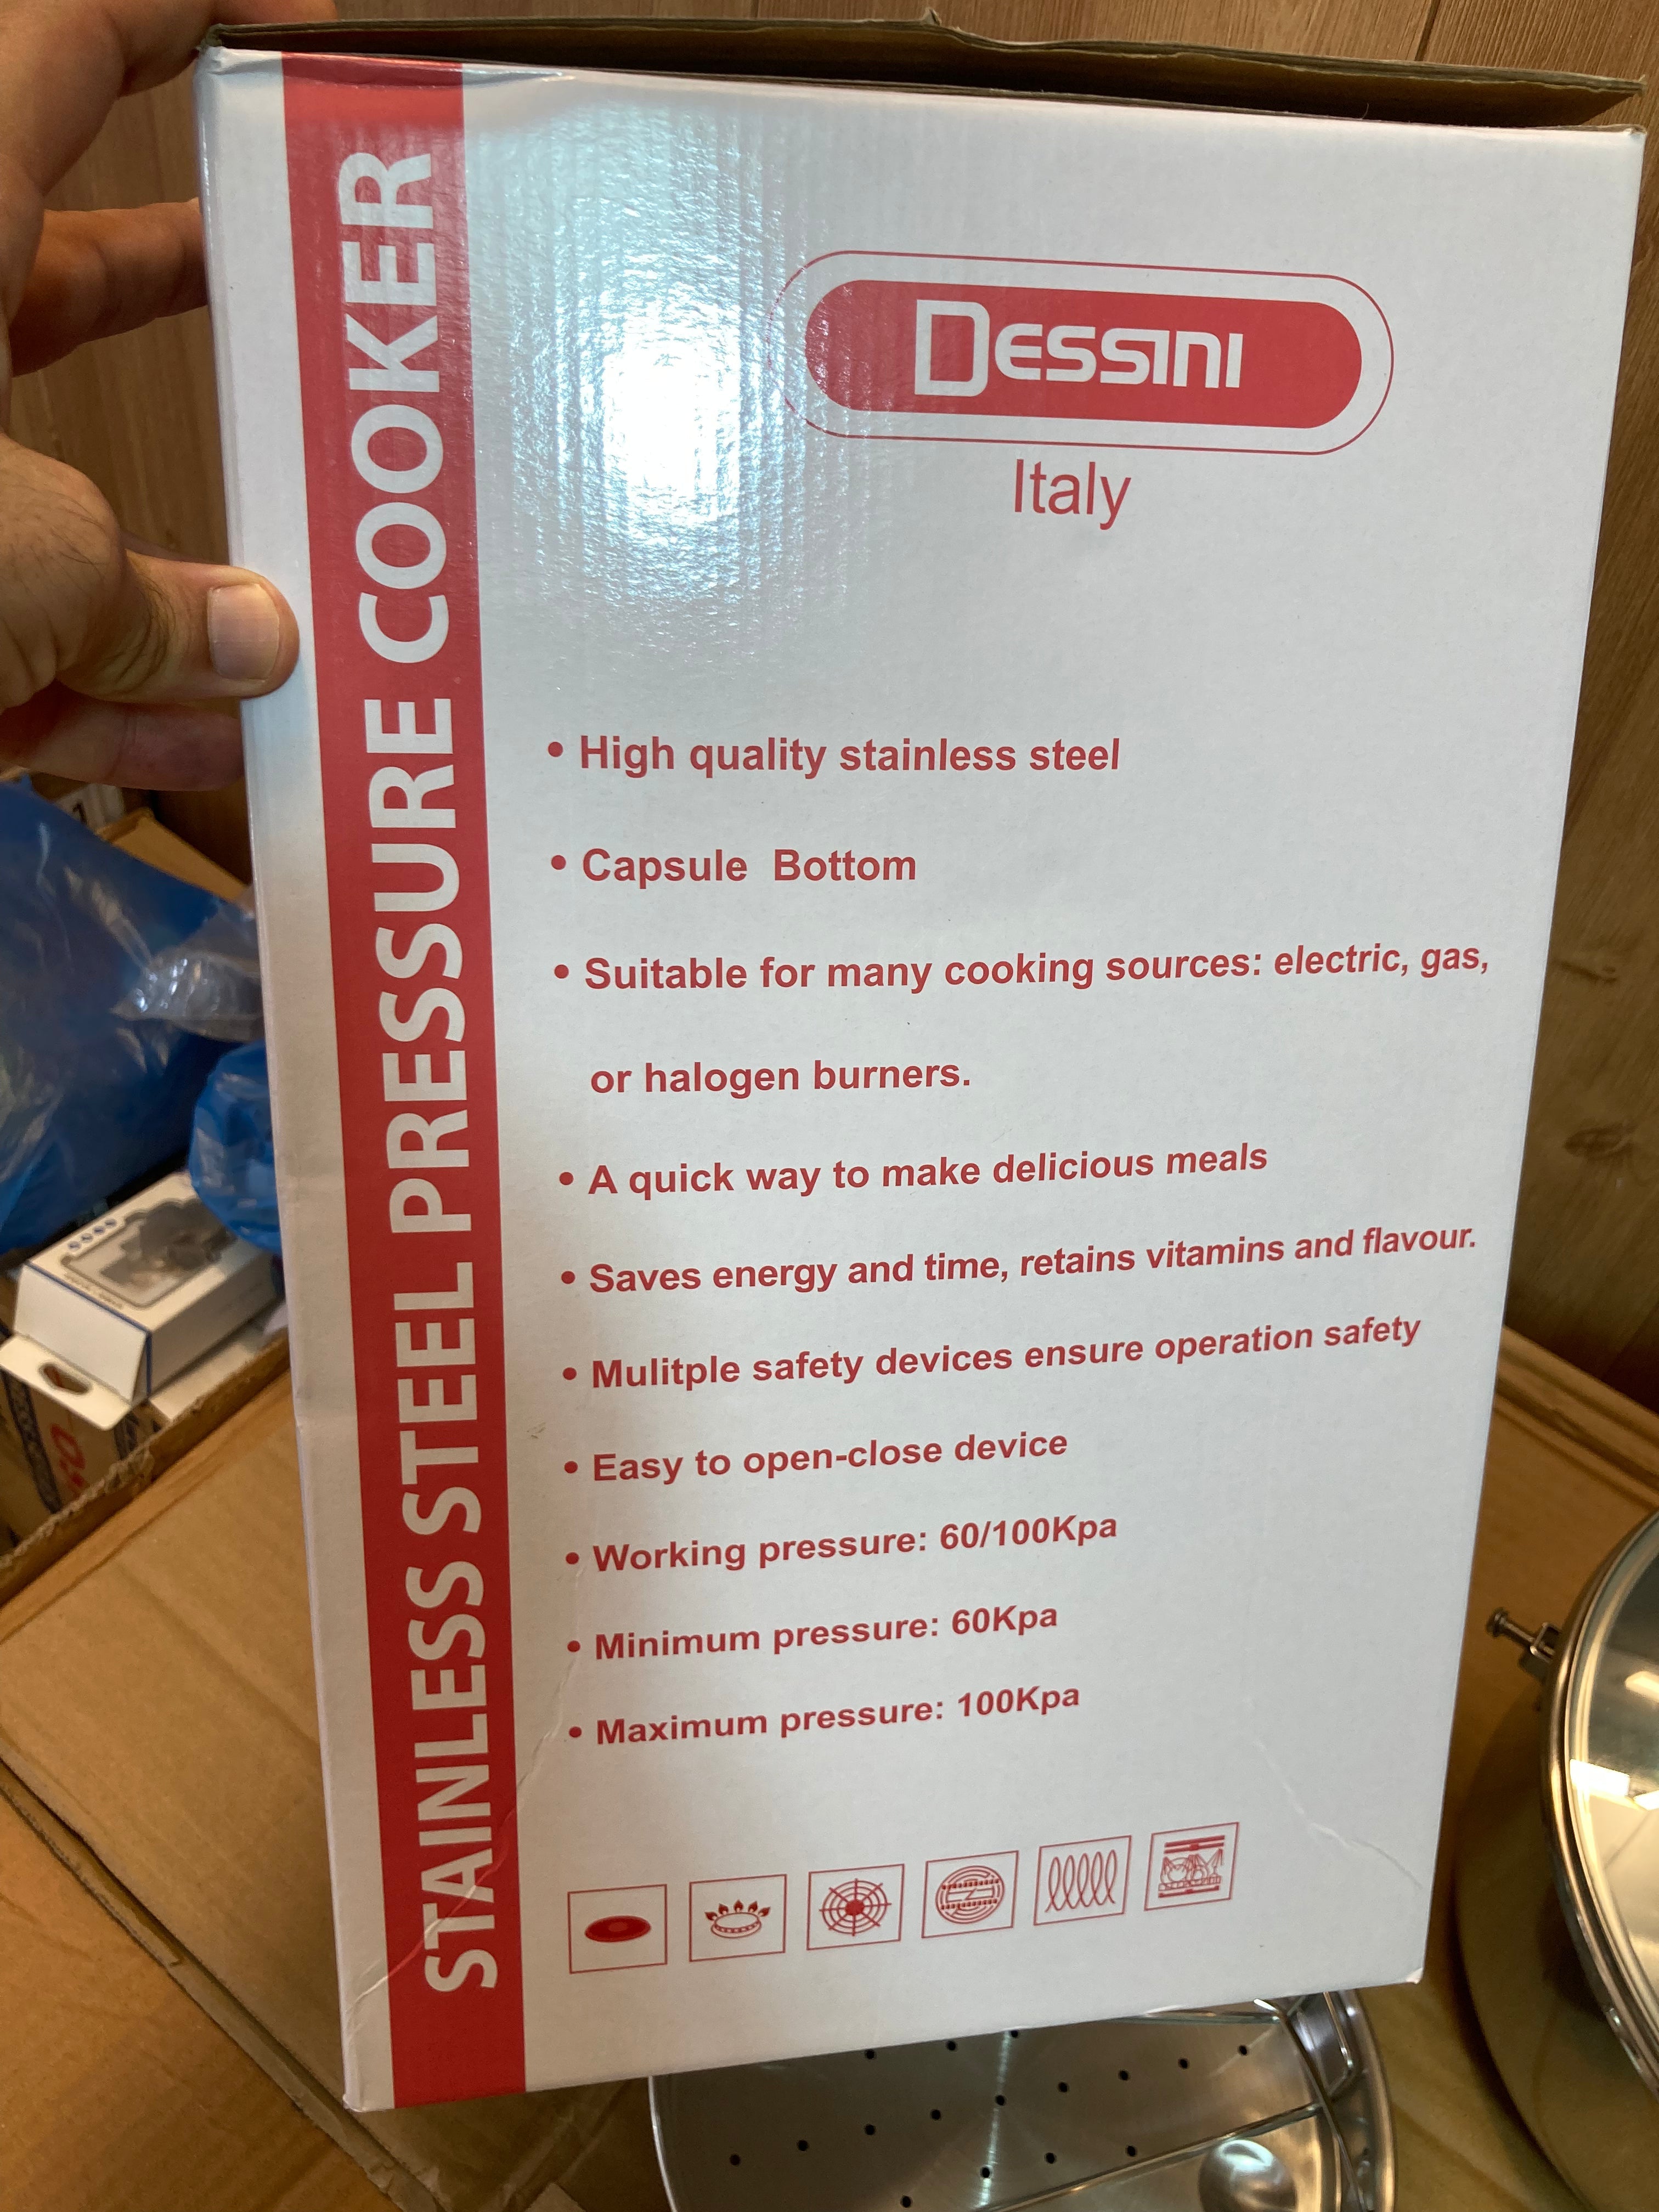 STAINLESS STEEL PRESSURE COOKER
DESSINI
Italy
• High quality stainless steel
• Capsule Bottom
• Suitable for many cooking sources: electric, gas,
or halogen burners.
• A quick way to make delicious meals
• Saves energy and time, retains vitamins and flavour.
• Mulitple safety devices ensure operation safety
• Easy to open-close device
• Working pressure: 60/100Kpa
• Minimum pressure: 60Kpa
• Maximum pressure: 100Kpa